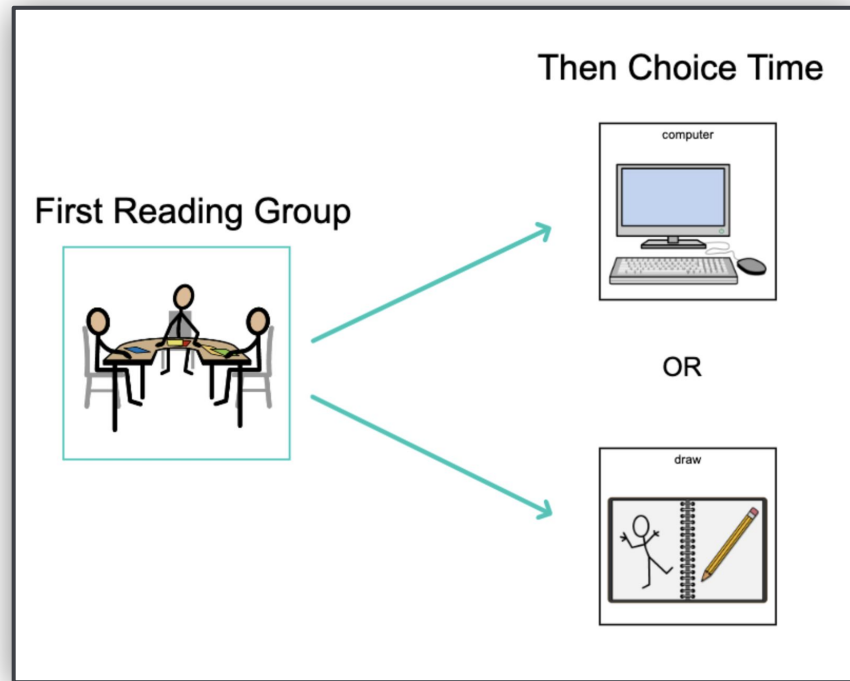 First Reading Group
Then Choice Time
computer
OR
draw